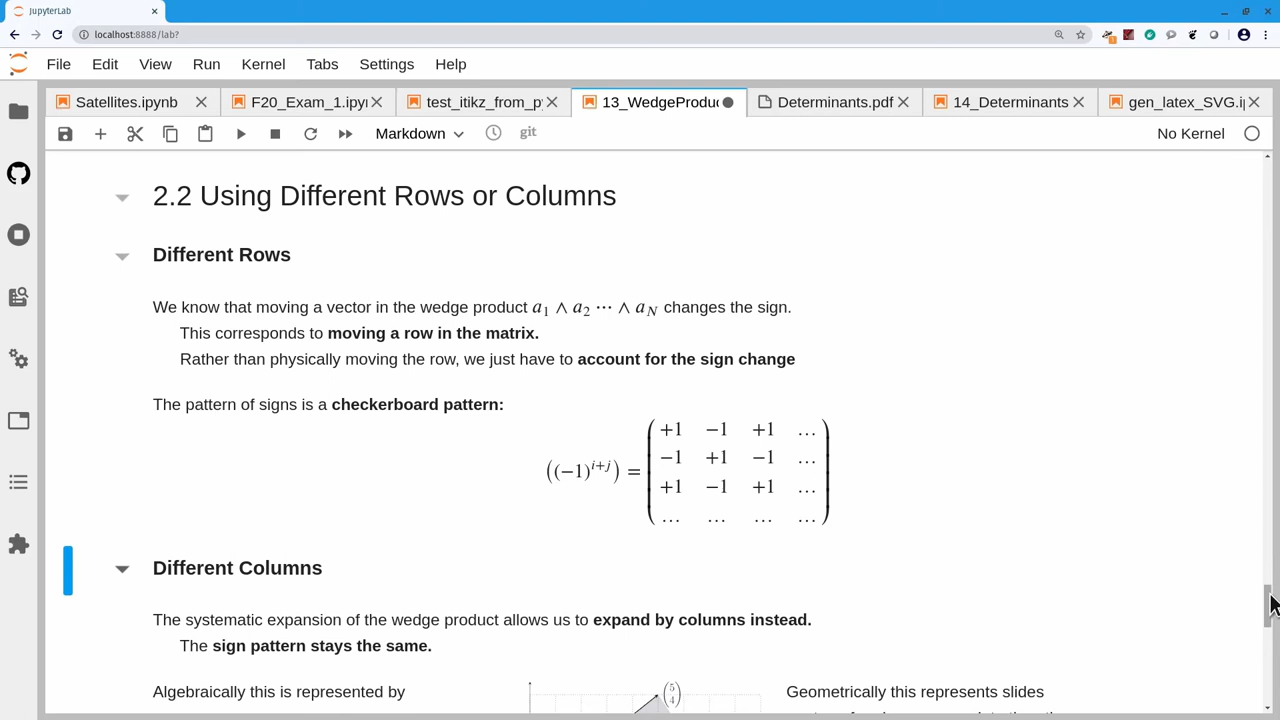 JupyterLab
localhost:8888/lab?
File Edit View Run Kernel Tabs Settings Help
Satellites.ipynb F20_Exam_1.ipyn test_itikz_from_py 13_WedgeProduc Determinants.pdf 14_Determinants gen_latex_SVG.i
Markdown git No Kernel
2.2 Using Different Rows or Columns
Different Rows
We know that moving a vector in the wedge product a₁ ∧ a₂ ⋯ ∧ a_N changes the sign.
This corresponds to moving a row in the matrix.
Rather than physically moving the row, we just have to account for the sign change
The pattern of signs is a checkerboard pattern:
+1 −1 +1 …
−1 +1 −1 …
((−1)^{i+j}) =
+1 −1 +1 …
… … … …
Different Columns
The systematic expansion of the wedge product allows us to expand by columns instead.
The sign pattern stays the same.
Algebraically this is represented by (5 4) Geometrically this represents slides